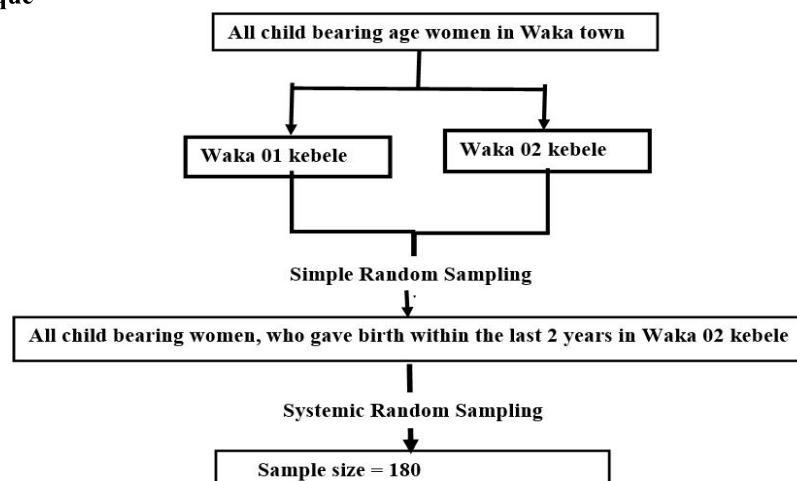 que
All child bearing age women in Waka town
Waka 01 kebele
Waka 02 kebele
Simple Random Sampling
All child bearing women, who gave birth within the last 2 years in Waka 02 kebele
Systemic Random Sampling
Sample size = 180